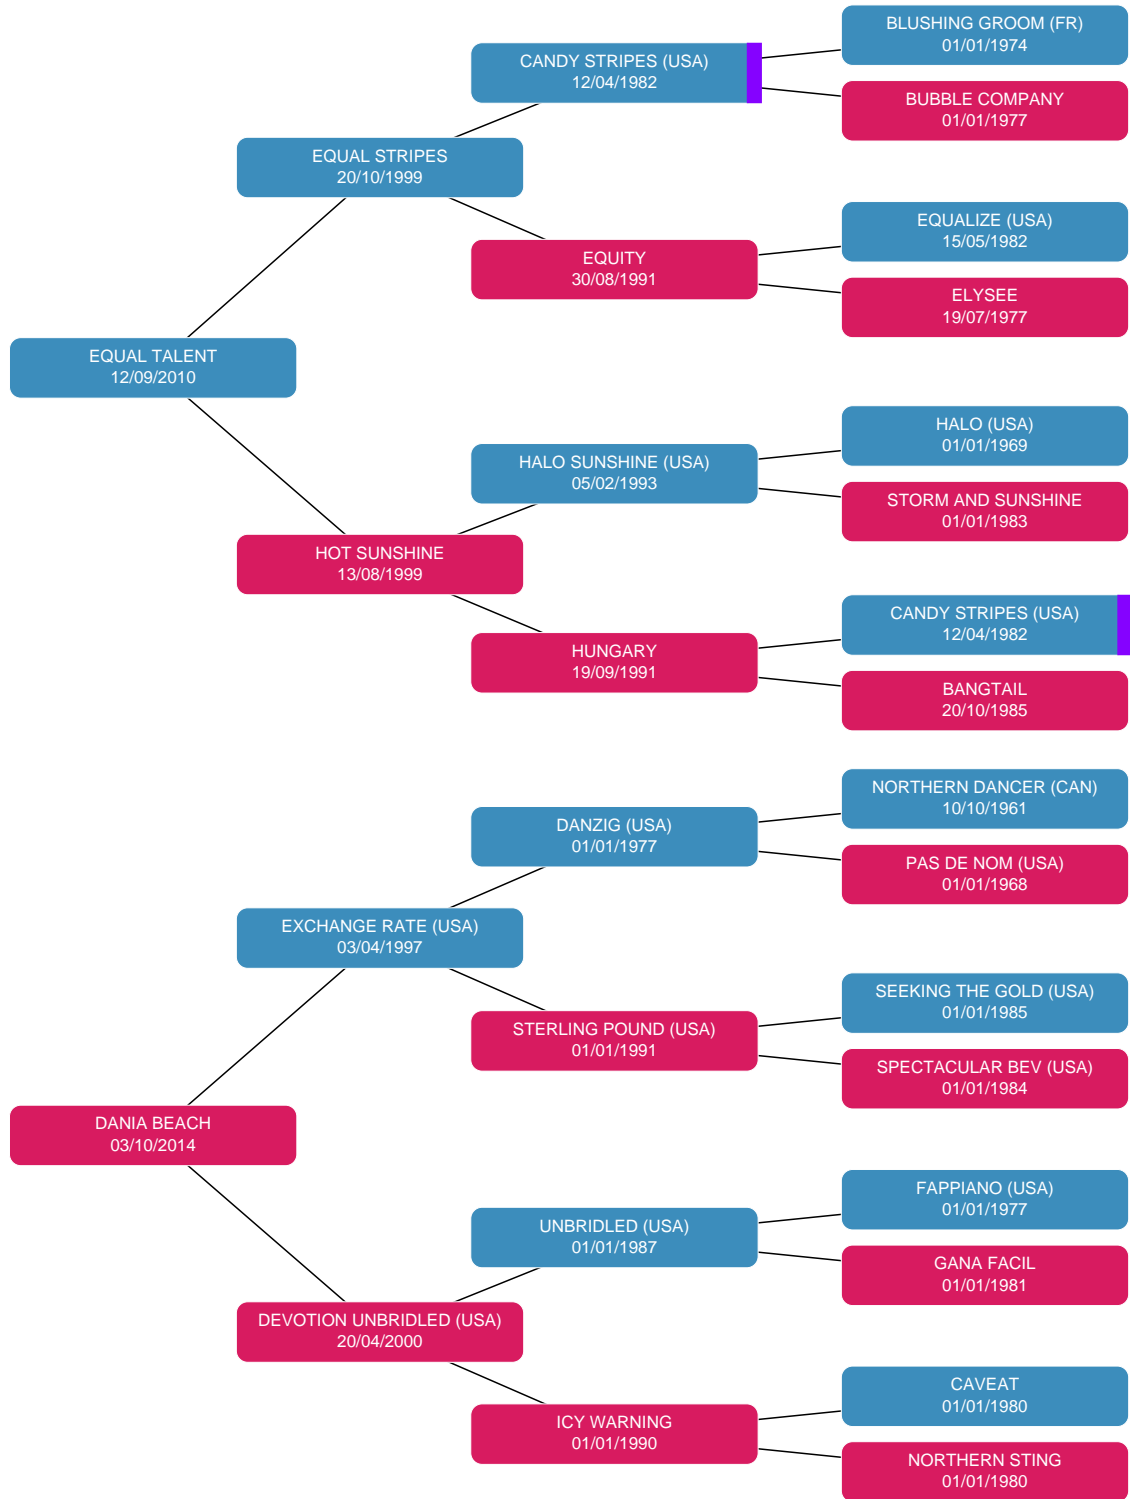 BLUSHING GROOM (FR)
01/01/1974
CANDY STRIPES (USA)
12/04/1982
BUBBLE COMPANY
01/01/1977
EQUAL STRIPES
20/10/1999
EQUALIZE (USA)
15/05/1982
EQUITY
30/08/1991
ELYSEE
19/07/1977
EQUAL TALENT
12/09/2010
HALO (USA)
01/01/1969
HALO SUNSHINE (USA)
05/02/1993
STORM AND SUNSHINE
01/01/1983
HOT SUNSHINE
13/08/1999
CANDY STRIPES (USA)
12/04/1982
HUNGARY
19/09/1991
BANGTAIL
20/10/1985
NORTHERN DANCER (CAN)
10/10/1961
DANZIG (USA)
01/01/1977
PAS DE NOM (USA)
01/01/1968
EXCHANGE RATE (USA)
03/04/1997
SEEKING THE GOLD (USA)
01/01/1985
STERLING POUND (USA)
01/01/1991
SPECTACULAR BEV (USA)
01/01/1984
DANIA BEACH
03/10/2014
FAPPIANO (USA)
01/01/1977
UNBRIDLED (USA)
01/01/1987
GANA FACIL
01/01/1981
DEVOTION UNBRIDLED (USA)
20/04/2000
CAVEAT
01/01/1980
ICY WARNING
01/01/1990
NORTHERN STING
01/01/1980